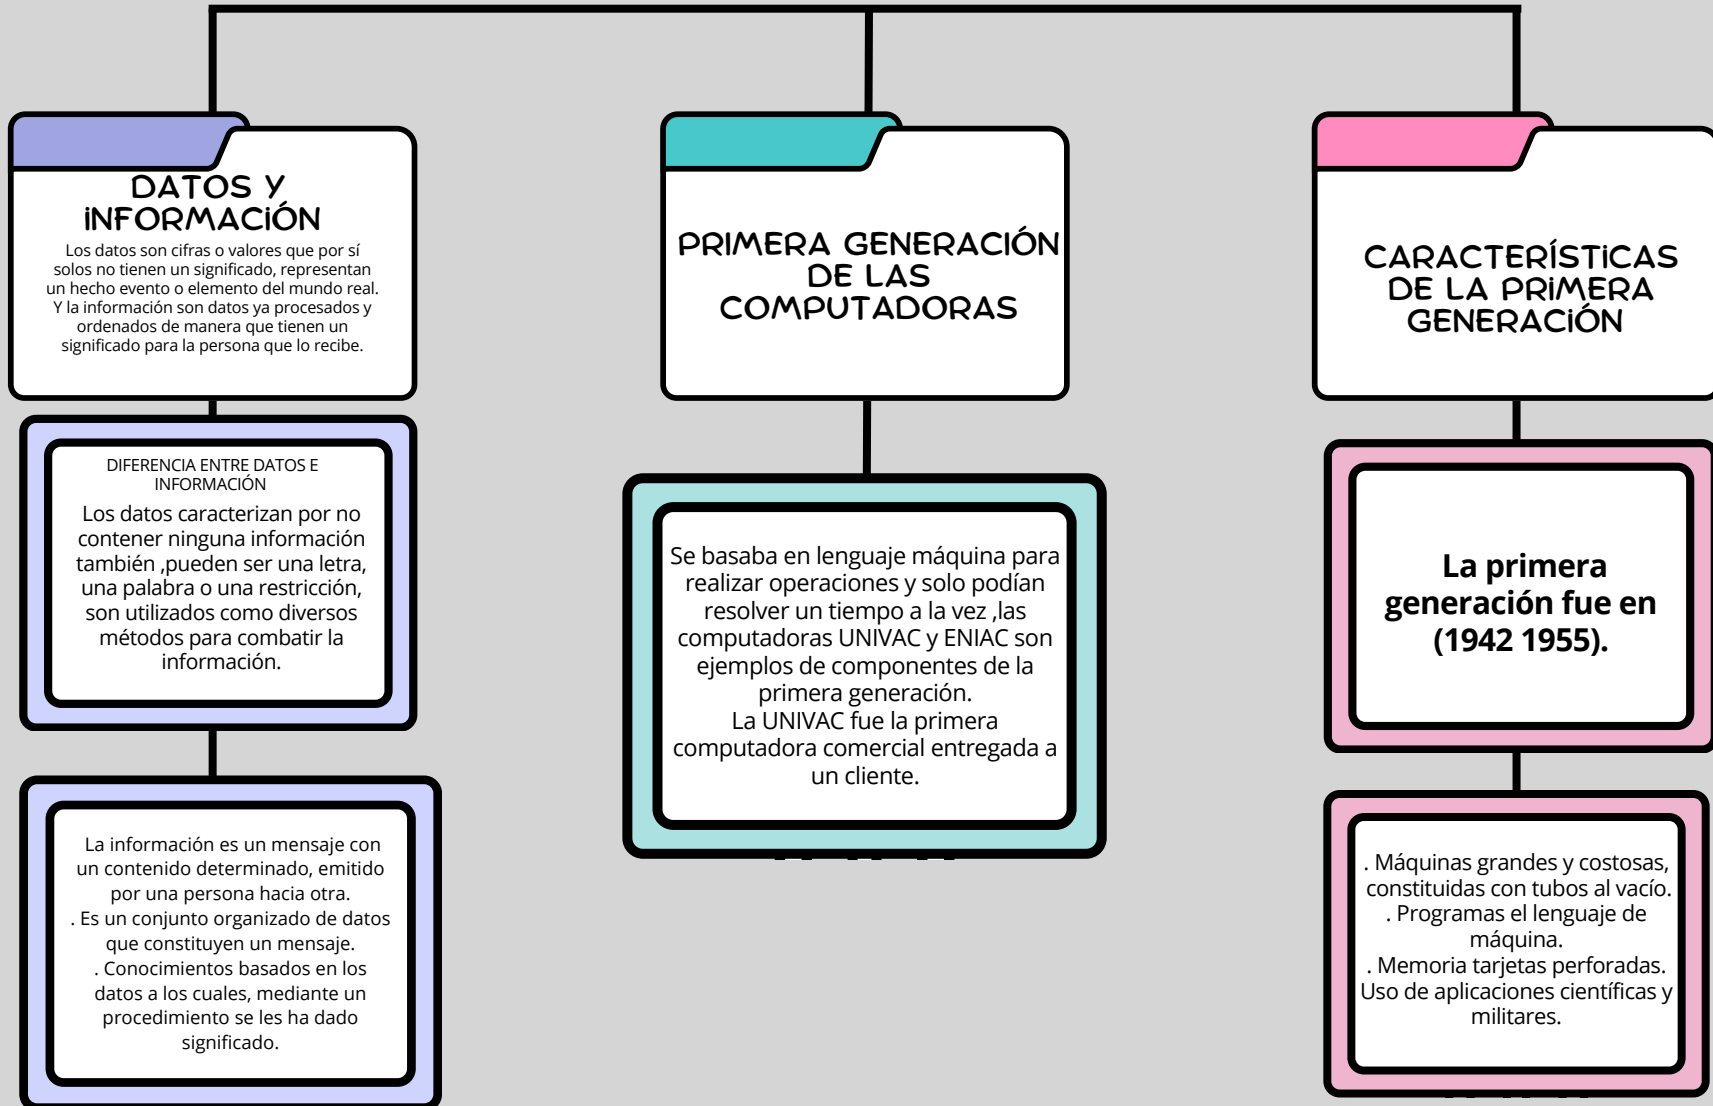 DATOS Y
INFORMACIÓN
Los datos son cifras o valores que por sí
solos no tienen un significado, representan
un hecho evento o elemento del mundo real.
Y la información son datos ya procesados y
ordenados de manera que tienen un
significado para la persona que lo recibe.
DIFERENCIA ENTRE DATOS E
INFORMACIÓN
Los datos caracterizan por no
contener ninguna información
también ,pueden ser una letra,
una palabra o una restricción,
son utilizados como diversos
métodos para combatir la
información.
La información es un mensaje con
un contenido determinado, emitido
por una persona hacia otra.
. Es un conjunto organizado de datos
que constituyen un mensaje.
. Conocimientos basados en los
datos a los cuales, mediante un
procedimiento se les ha dado
significado.
PRIMERA GENERACIÓN
DE LAS
COMPUTADORAS
Se basaba en lenguaje máquina para
realizar operaciones y solo podían
resolver un tiempo a la vez ,las
computadoras UNIVAC y ENIAC son
ejemplos de componentes de la
primera generación.
La UNIVAC fue la primera
computadora comercial entregada a
un cliente.
CARACTERÍSTICAS
DE LA PRIMERA
GENERACIÓN
La primera
generación fue en
(1942 1955).
. Máquinas grandes y costosas,
constituidas con tubos al vacío.
. Programas el lenguaje de
máquina.
. Memoria tarjetas perforadas.
Uso de aplicaciones científicas y
militares.